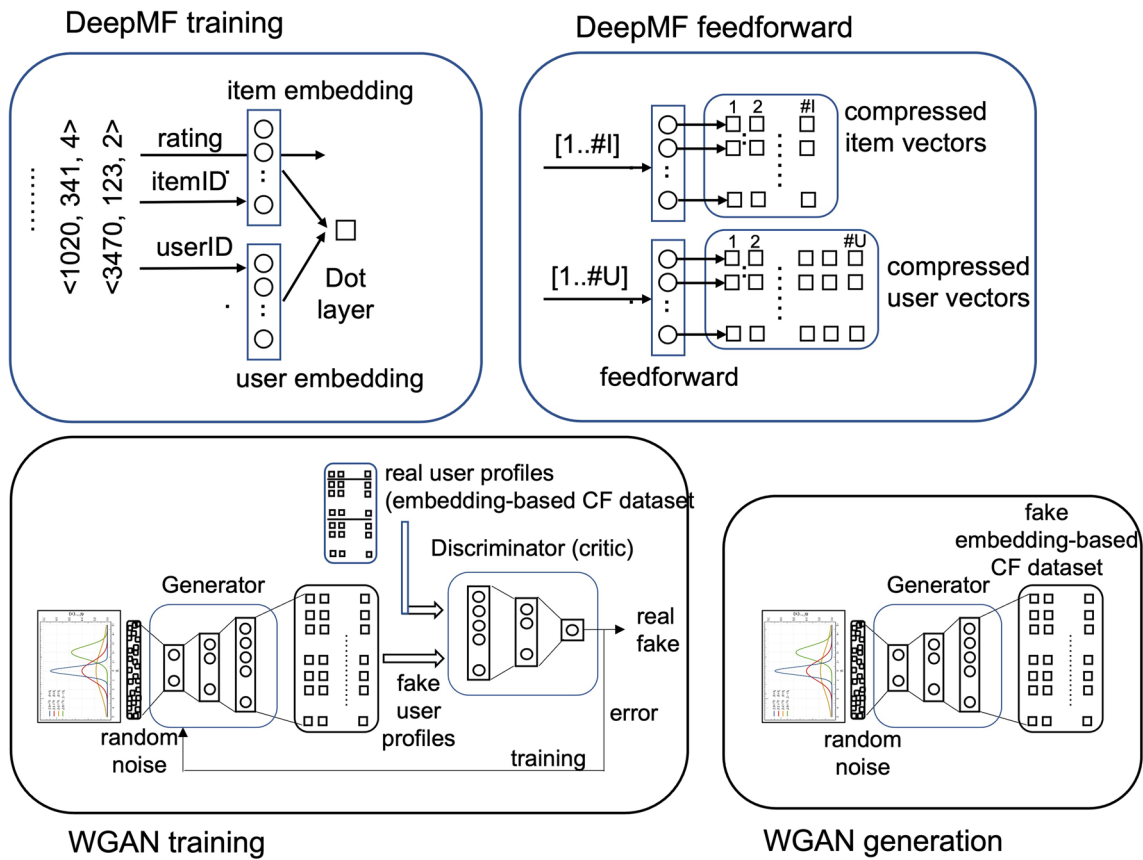 DeepMF training
DeepMF feedforward
<1020, 341, 4>
<3470, 123, 2>
rating
itemID
userID
item embedding
Dot
layer
user embedding
[1..#I]
1 2 #I
compressed
item vectors
[1..#U]
1 2 #U
compressed
user vectors
feedforward
real user profiles
(embedding-based CF dataset
Discriminator (critic)
Generator
real
fake
fake
user
profiles
random
noise
error
training
WGAN training
fake
embedding-based
CF dataset
Generator
random
noise
WGAN generation